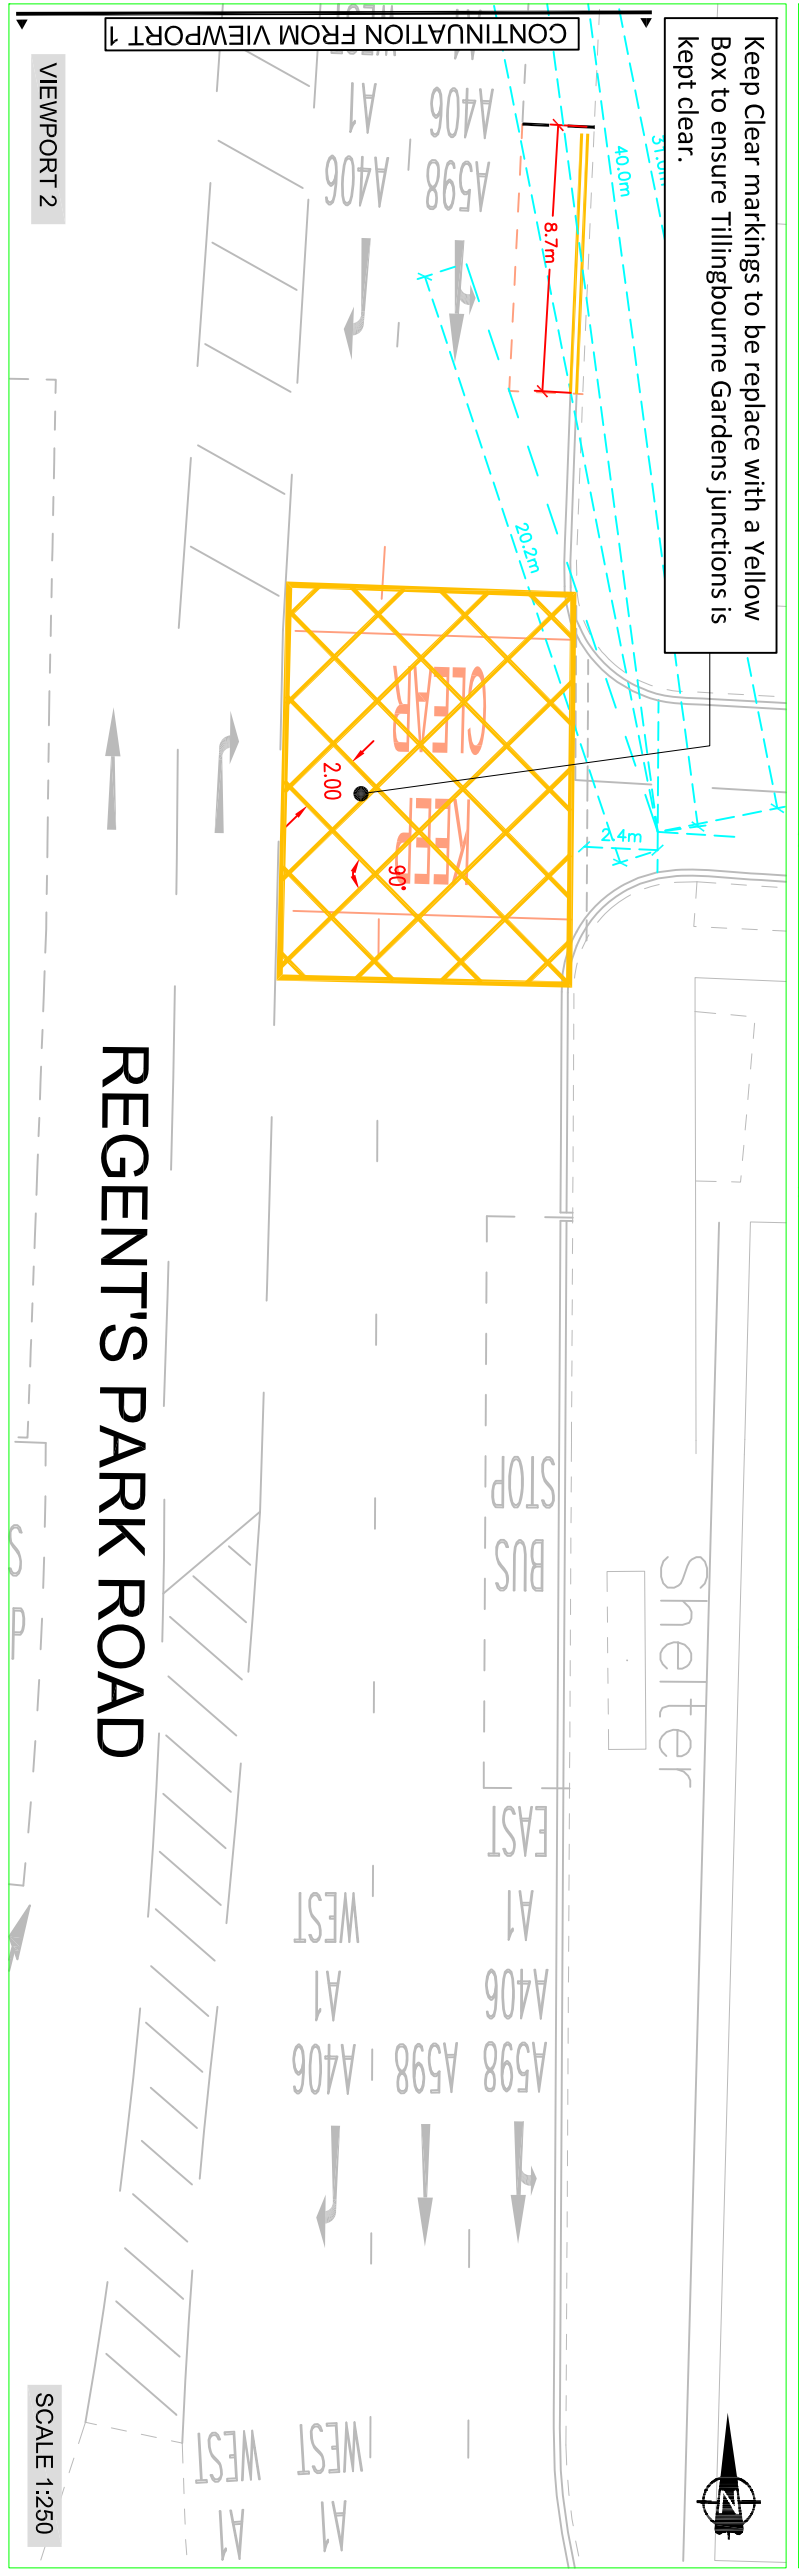 CONTINUATION FROM VIEWPORT 1
VIEWPORT 2
Keep Clear markings to be replace with a Yellow
Box to ensure Tillingbourne Gardens junctions is
kept clear.
A1
WEST
A1
A406
A406
A598
8.7m
40.0m
20.2m
2.4m
2.00
90°
KEEP
CLEAR
REGENT'S PARK ROAD
BUS
STOP
Shelter
S
P
EAST
A1
A406
A598
WEST
A1
A406
A598
WEST
A1
WEST
A1
SCALE 1:250
N